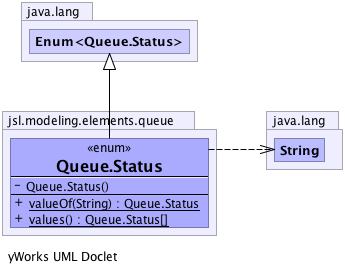 java.lang
Enum<Queue.Status>
jsl.modeling.elements.queue
«enum»
Queue.Status
- Queue.Status()
+ valueOf(String) : Queue.Status
+ values() : Queue.Status[]
java.lang
String
yWorks UML Doclet